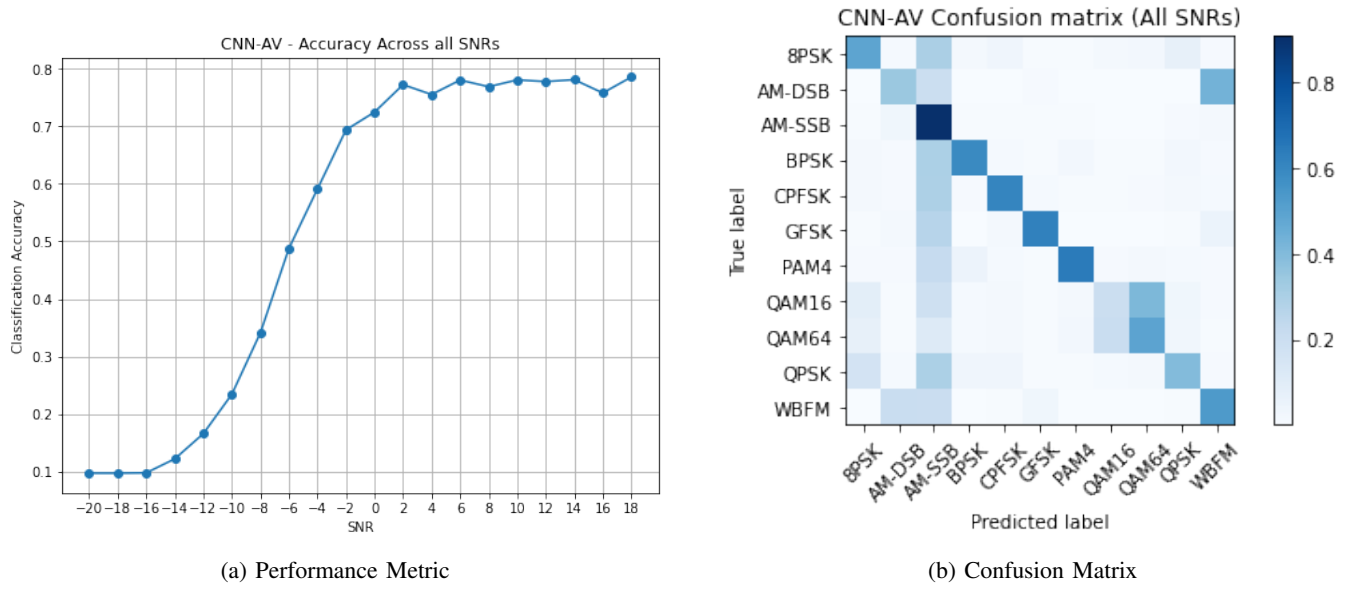 CNN-AV - Accuracy Across all SNRs
Classification Accuracy
0.8
0.7
0.6
0.5
0.4
0.3
0.2
0.1
−20 −18 −16 −14 −12 −10 −8 −6 −4 −2 0 2 4 6 8 10 12 14 16 18
SNR
(a) Performance Metric
CNN-AV Confusion matrix (All SNRs)
True label
8PSK
AM-DSB
AM-SSB
BPSK
CPFSK
GFSK
PAM4
QAM16
QAM64
QPSK
WBFM
8PSK AM-DSB AM-SSB BPSK CPFSK GFSK PAM4 QAM16 QAM64 QPSK WBFM
Predicted label
0.8
0.6
0.4
0.2
(b) Confusion Matrix